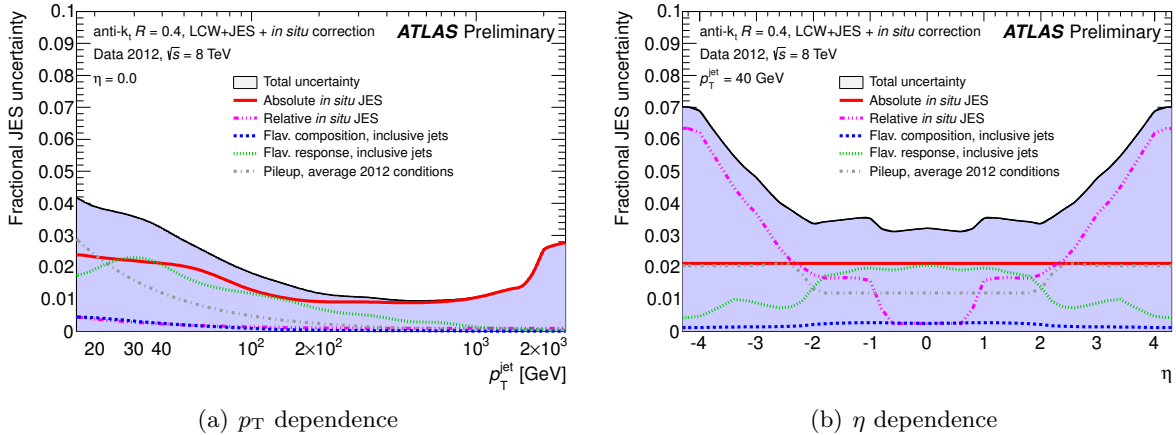 anti-kt R = 0.4, LCW+JES + in situ correction ATLAS Preliminary
Data 2012, √s = 8 TeV
η = 0.0
Total uncertainty
Absolute in situ JES
Relative in situ JES
Flav. composition, inclusive jets
Flav. response, inclusive jets
Pileup, average 2012 conditions
Fractional JES uncertainty
0.1
0.09
0.08
0.07
0.06
0.05
0.04
0.03
0.02
0.01
0
20 30 40 10² 2×10² 10³ 2×10³
pT^jet [GeV]
(a) pT dependence
anti-kt R = 0.4, LCW+JES + in situ correction ATLAS Preliminary
Data 2012, √s = 8 TeV
pT^jet = 40 GeV
Total uncertainty
Absolute in situ JES
Relative in situ JES
Flav. composition, inclusive jets
Flav. response, inclusive jets
Pileup, average 2012 conditions
Fractional JES uncertainty
0.1
0.09
0.08
0.07
0.06
0.05
0.04
0.03
0.02
0.01
0
-4 -3 -2 -1 0 1 2 3 4
η
(b) η dependence